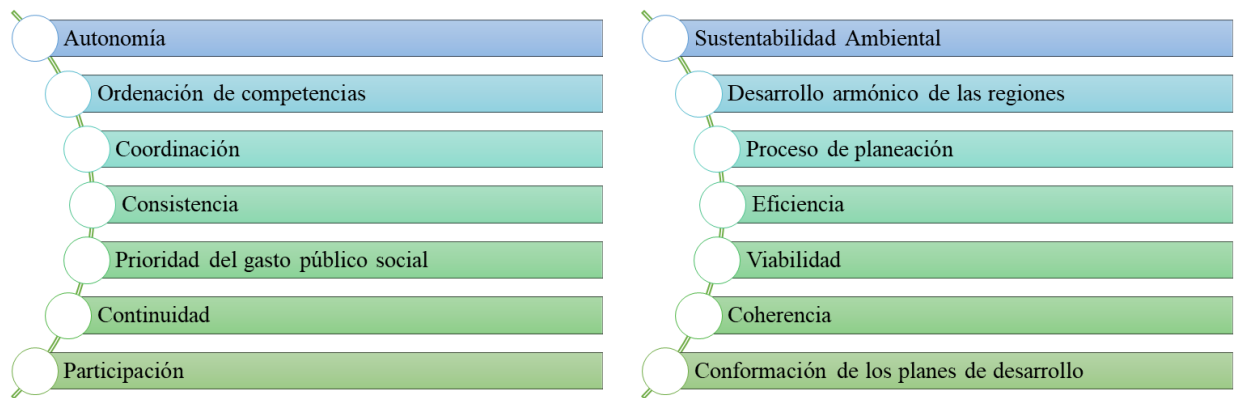 Autonomía
Ordenación de competencias
Coordinación
Consistencia
Prioridad del gasto público social
Continuidad
Participación
Sustentabilidad Ambiental
Desarrollo armónico de las regiones
Proceso de planeación
Eficiencia
Viabilidad
Coherencia
Conformación de los planes de desarrollo